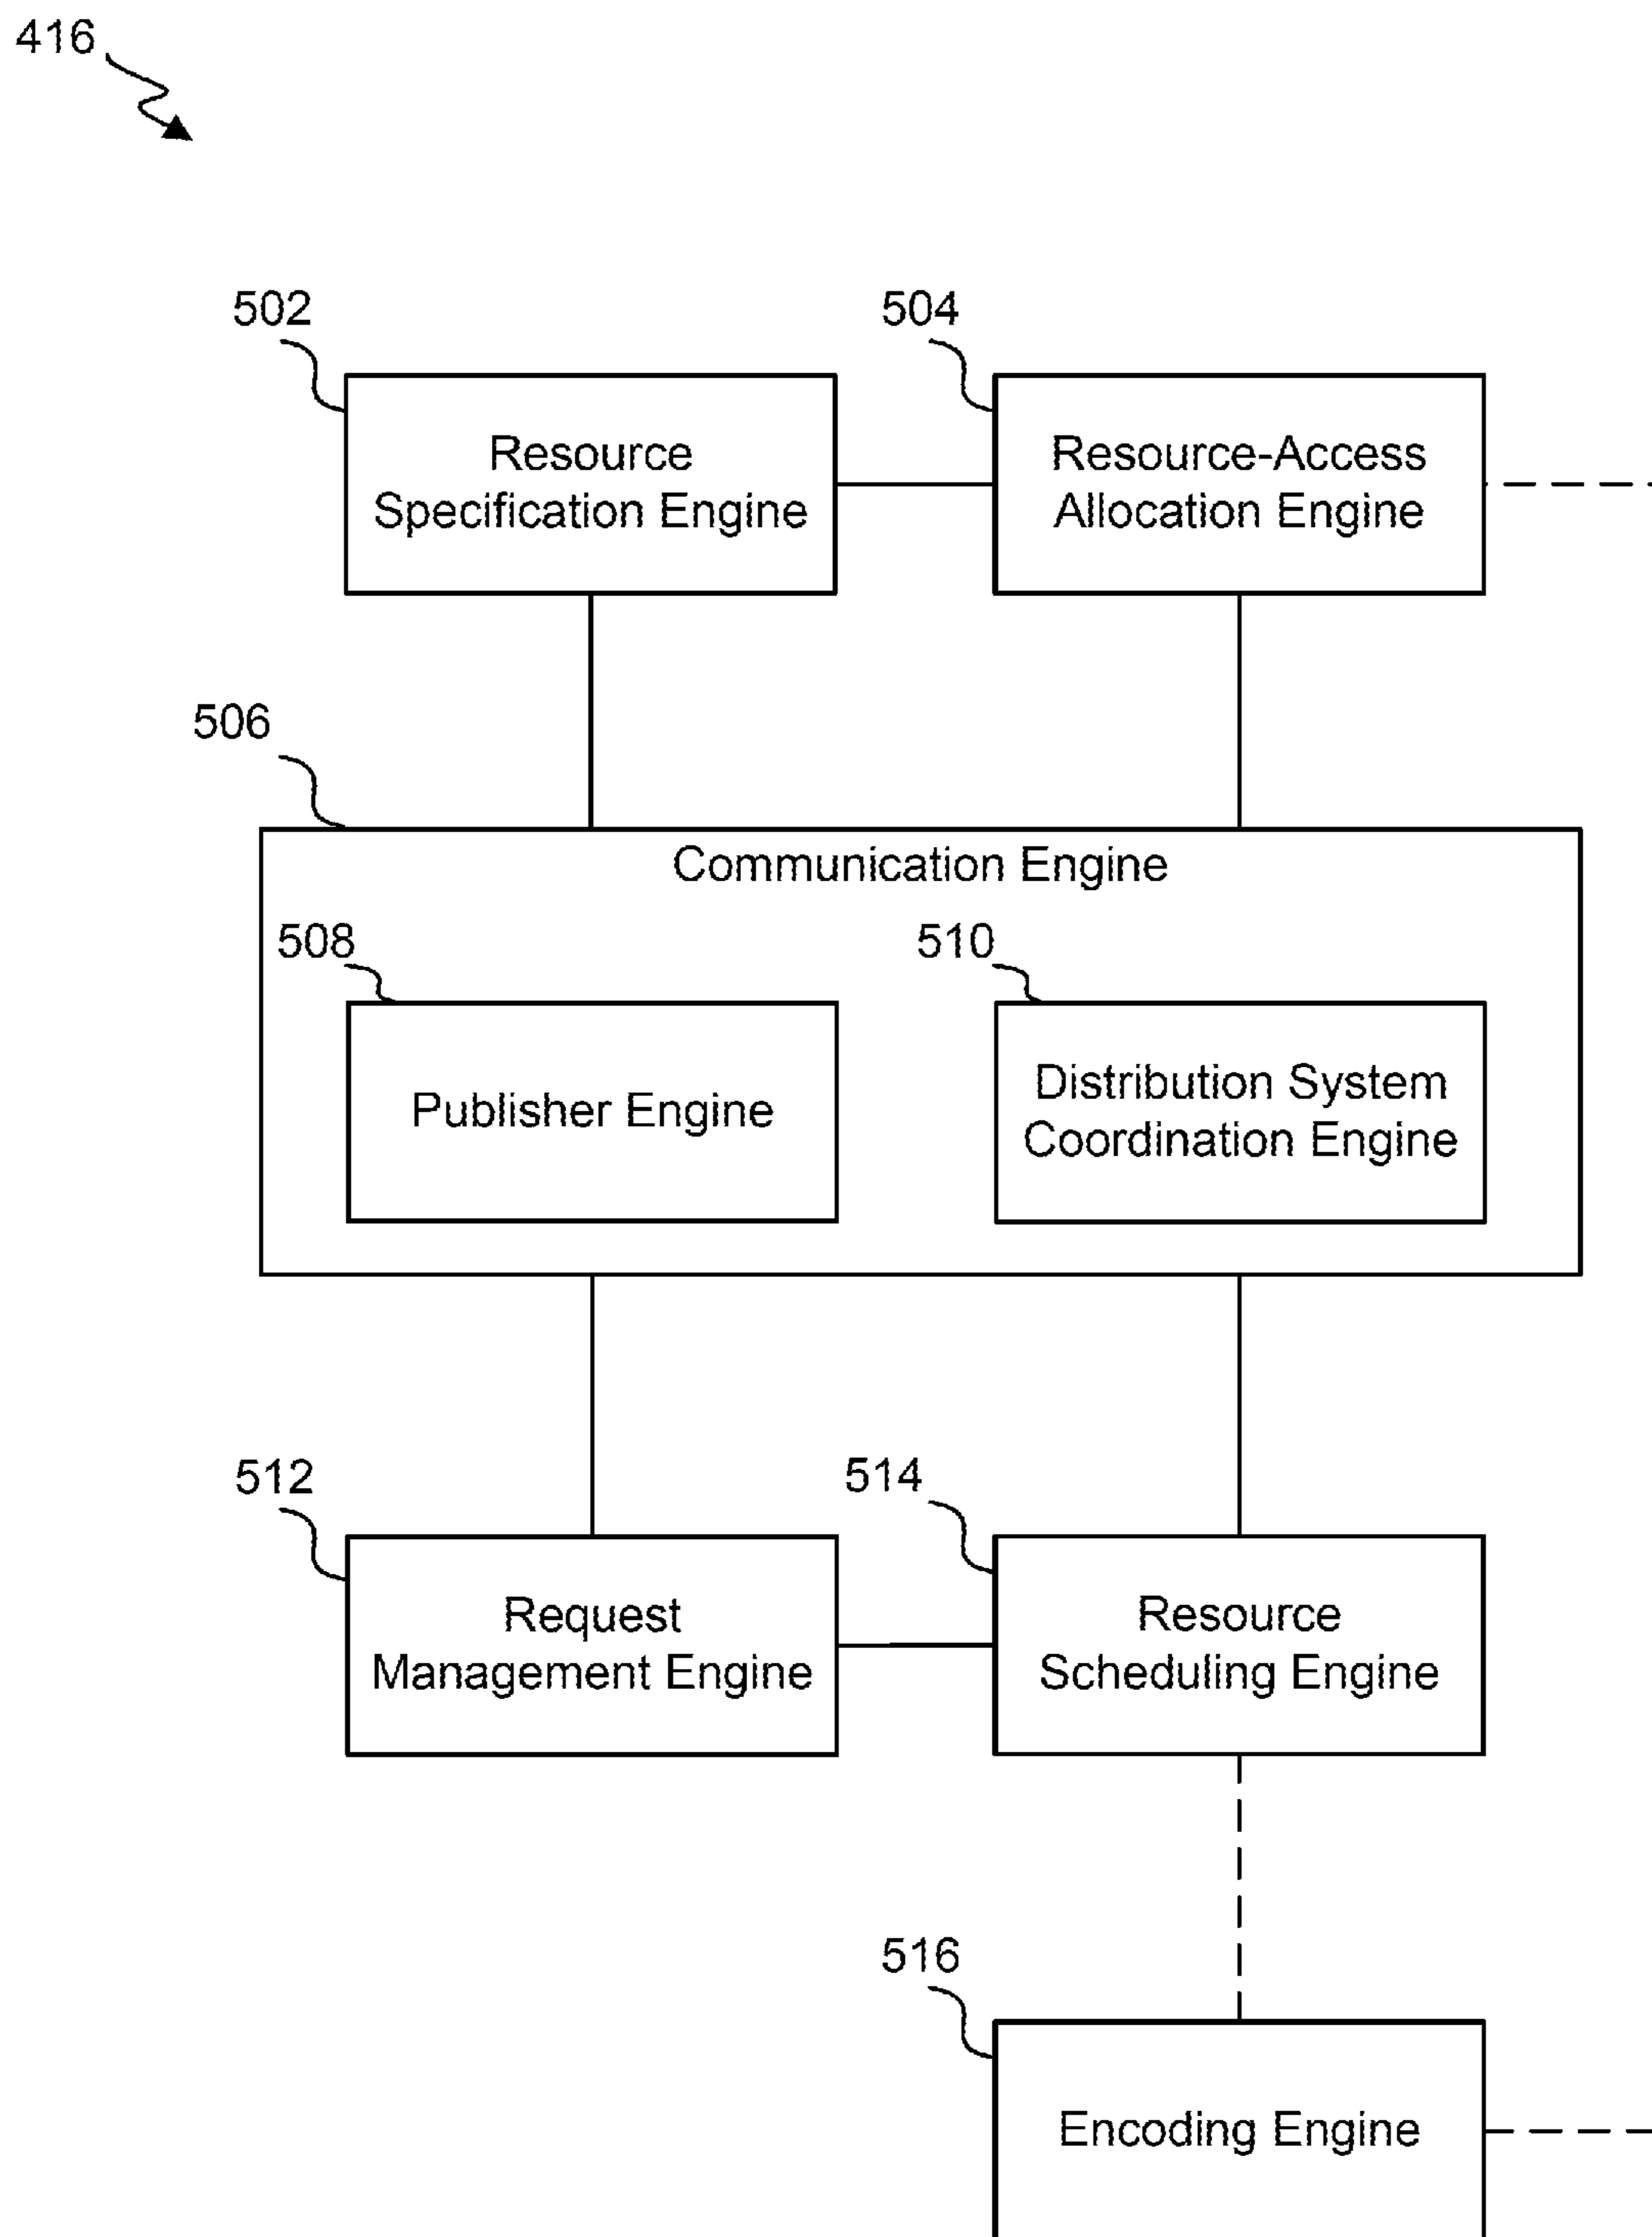 416
502
504
Resource
Specification Engine
Resource-Access
Allocation Engine
506
Communication Engine
508
510
Publisher Engine
Distribution System
Coordination Engine
512
514
Request
Management Engine
Resource
Scheduling Engine
516
Encoding Engine